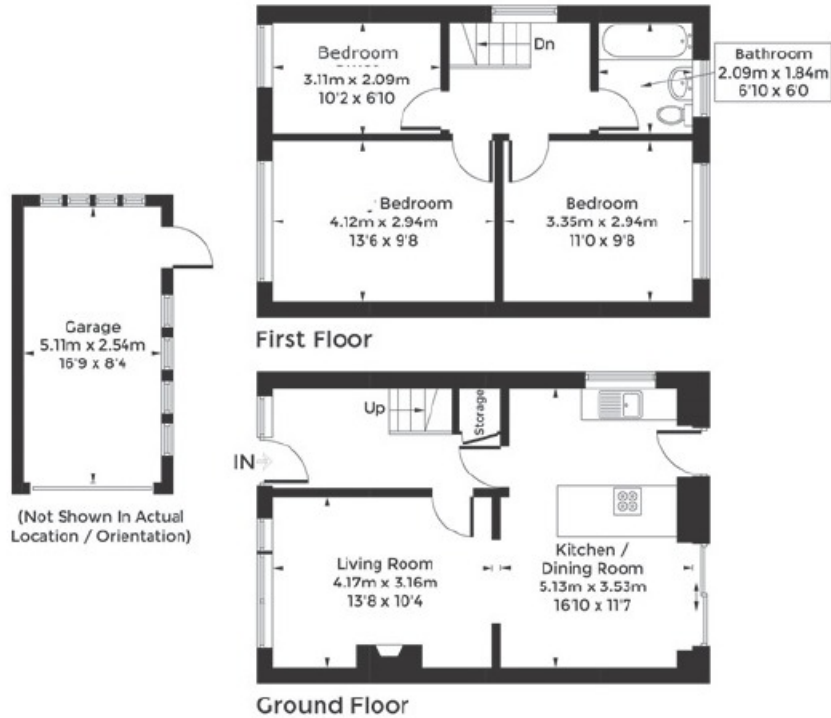 Bedroom
3.11m x 2.09m
10'2 x 6'10
Dn
Bathroom
2.09m x 1.84m
6'10 x 6'0
Bedroom
4.12m x 2.94m
13'6 x 9'8
Bedroom
3.35m x 2.94m
11'0 x 9'8
First Floor
Garage
5.11m x 2.54m
16'9 x 8'4
(Not Shown In Actual
Location / Orientation)
Up
Storage
IN
Living Room
4.17m x 3.16m
13'8 x 10'4
Kitchen /
Dining Room
5.13m x 3.53m
16'10 x 11'7
Ground Floor